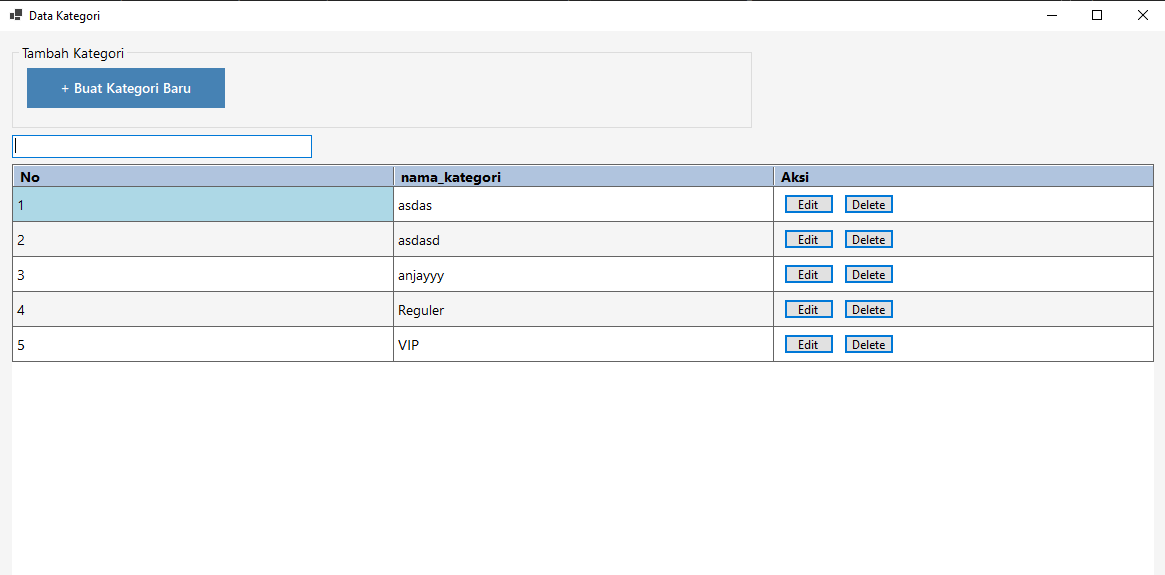 Data Kategori
Tambah Kategori
+ Buat Kategori Baru
No nama_kategori Aksi
1 asdas Edit Delete
2 asdasd Edit Delete
3 anjayyy Edit Delete
4 Reguler Edit Delete
5 VIP Edit Delete